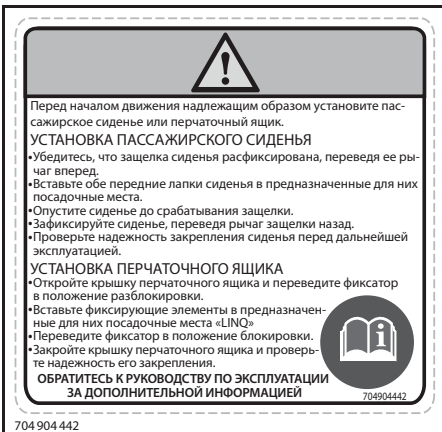 Перед началом движения надлежащим образом установите пас-
сажирское сиденье или перчаточный ящик.
УСТАНОВКА ПАССАЖИРСКОГО СИДЕНЬЯ
•Убедитесь, что защелка сиденья расфиксирована, переведя ее ры-
чаг вперед.
•Вставьте обе передние лапки сиденья в предназначенные для них
посадочные места.
•Опустите сиденье до срабатывания защелки.
•Зафиксируйте сиденье, переведя рычаг защелки назад.
•Проверьте надежность закрепления сиденья перед дальнейшей
эксплуатацией.
УСТАНОВКА ПЕРЧАТОЧНОГО ЯЩИКА
•Откройте крышку перчаточного ящика и переведите фиксатор
в положение разблокировки.
•Вставьте фиксирующие элементы в предназначен-
ные для них посадочные места «LINQ»
•Переведите фиксатор в положение блокировки.
•Закройте крышку перчаточного ящика и проверь-
те надежность его закрепления.
ОБРАТИТЕСЬ К РУКОВОДСТВУ ПО ЭКСПЛУАТАЦИИ
ЗА ДОПОЛНИТЕЛЬНОЙ ИНФОРМАЦИЕЙ
704904442
704 904 442